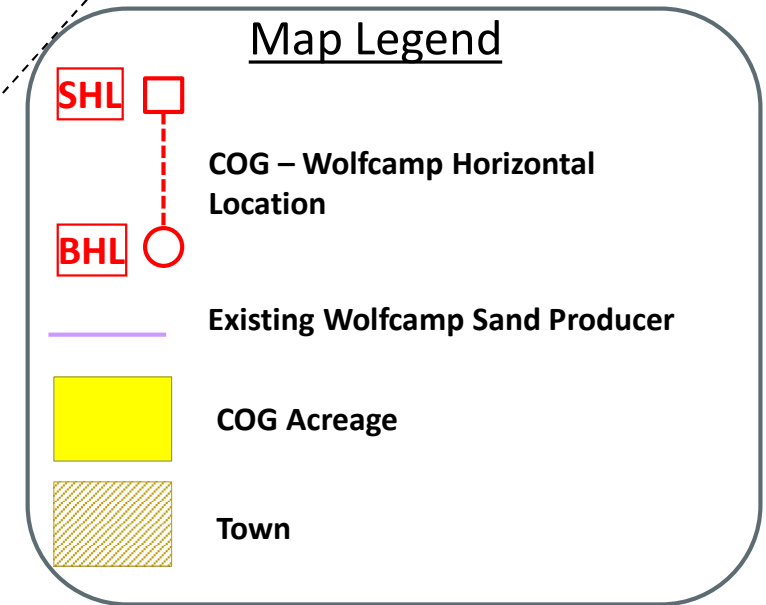 Map Legend
SHL
COG – Wolfcamp Horizontal
Location
BHL
Existing Wolfcamp Sand Producer
COG Acreage
Town